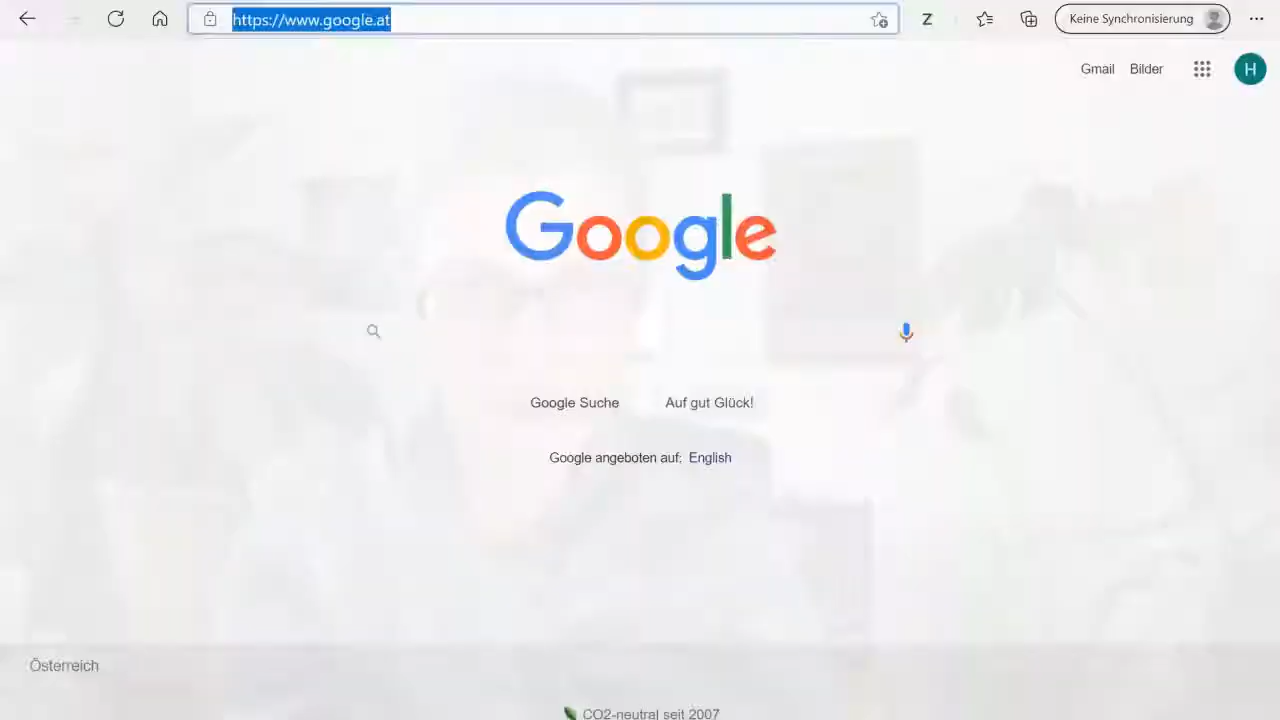 https://www.google.at
Z
Keine Synchronisierung
Gmail Bilder
H
Google
Google Suche Auf gut Glück!
Google angeboten auf: English
Österreich
CO2-neutral seit 2007